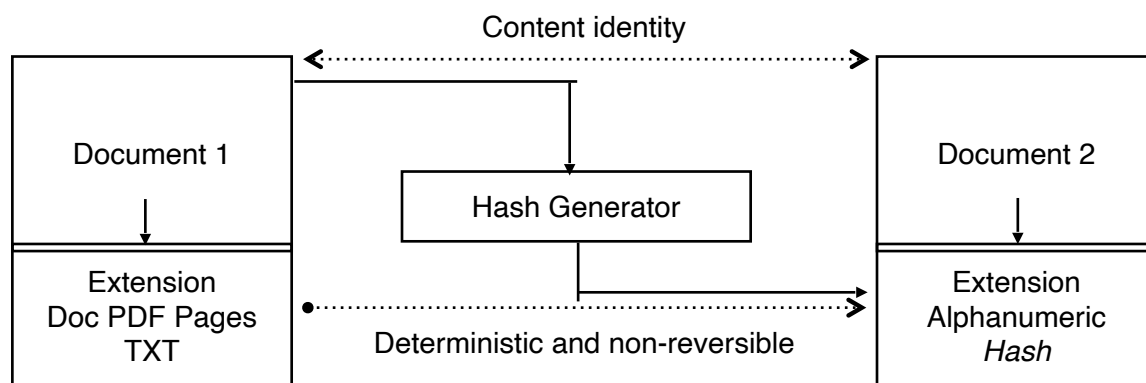 Content identity
Document 1
Document 2
Hash Generator
Extension
Doc PDF Pages
TXT
Extension
Alphanumeric
Hash
Deterministic and non-reversible